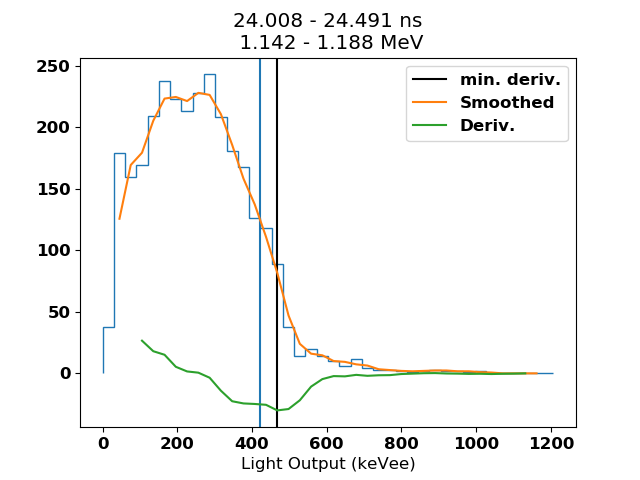 24.008 - 24.491 ns
1.142 - 1.188 MeV
min. deriv.
Smoothed
Deriv.
250
200
150
100
50
0
0 200 400 600 800 1000 1200
Light Output (keVee)